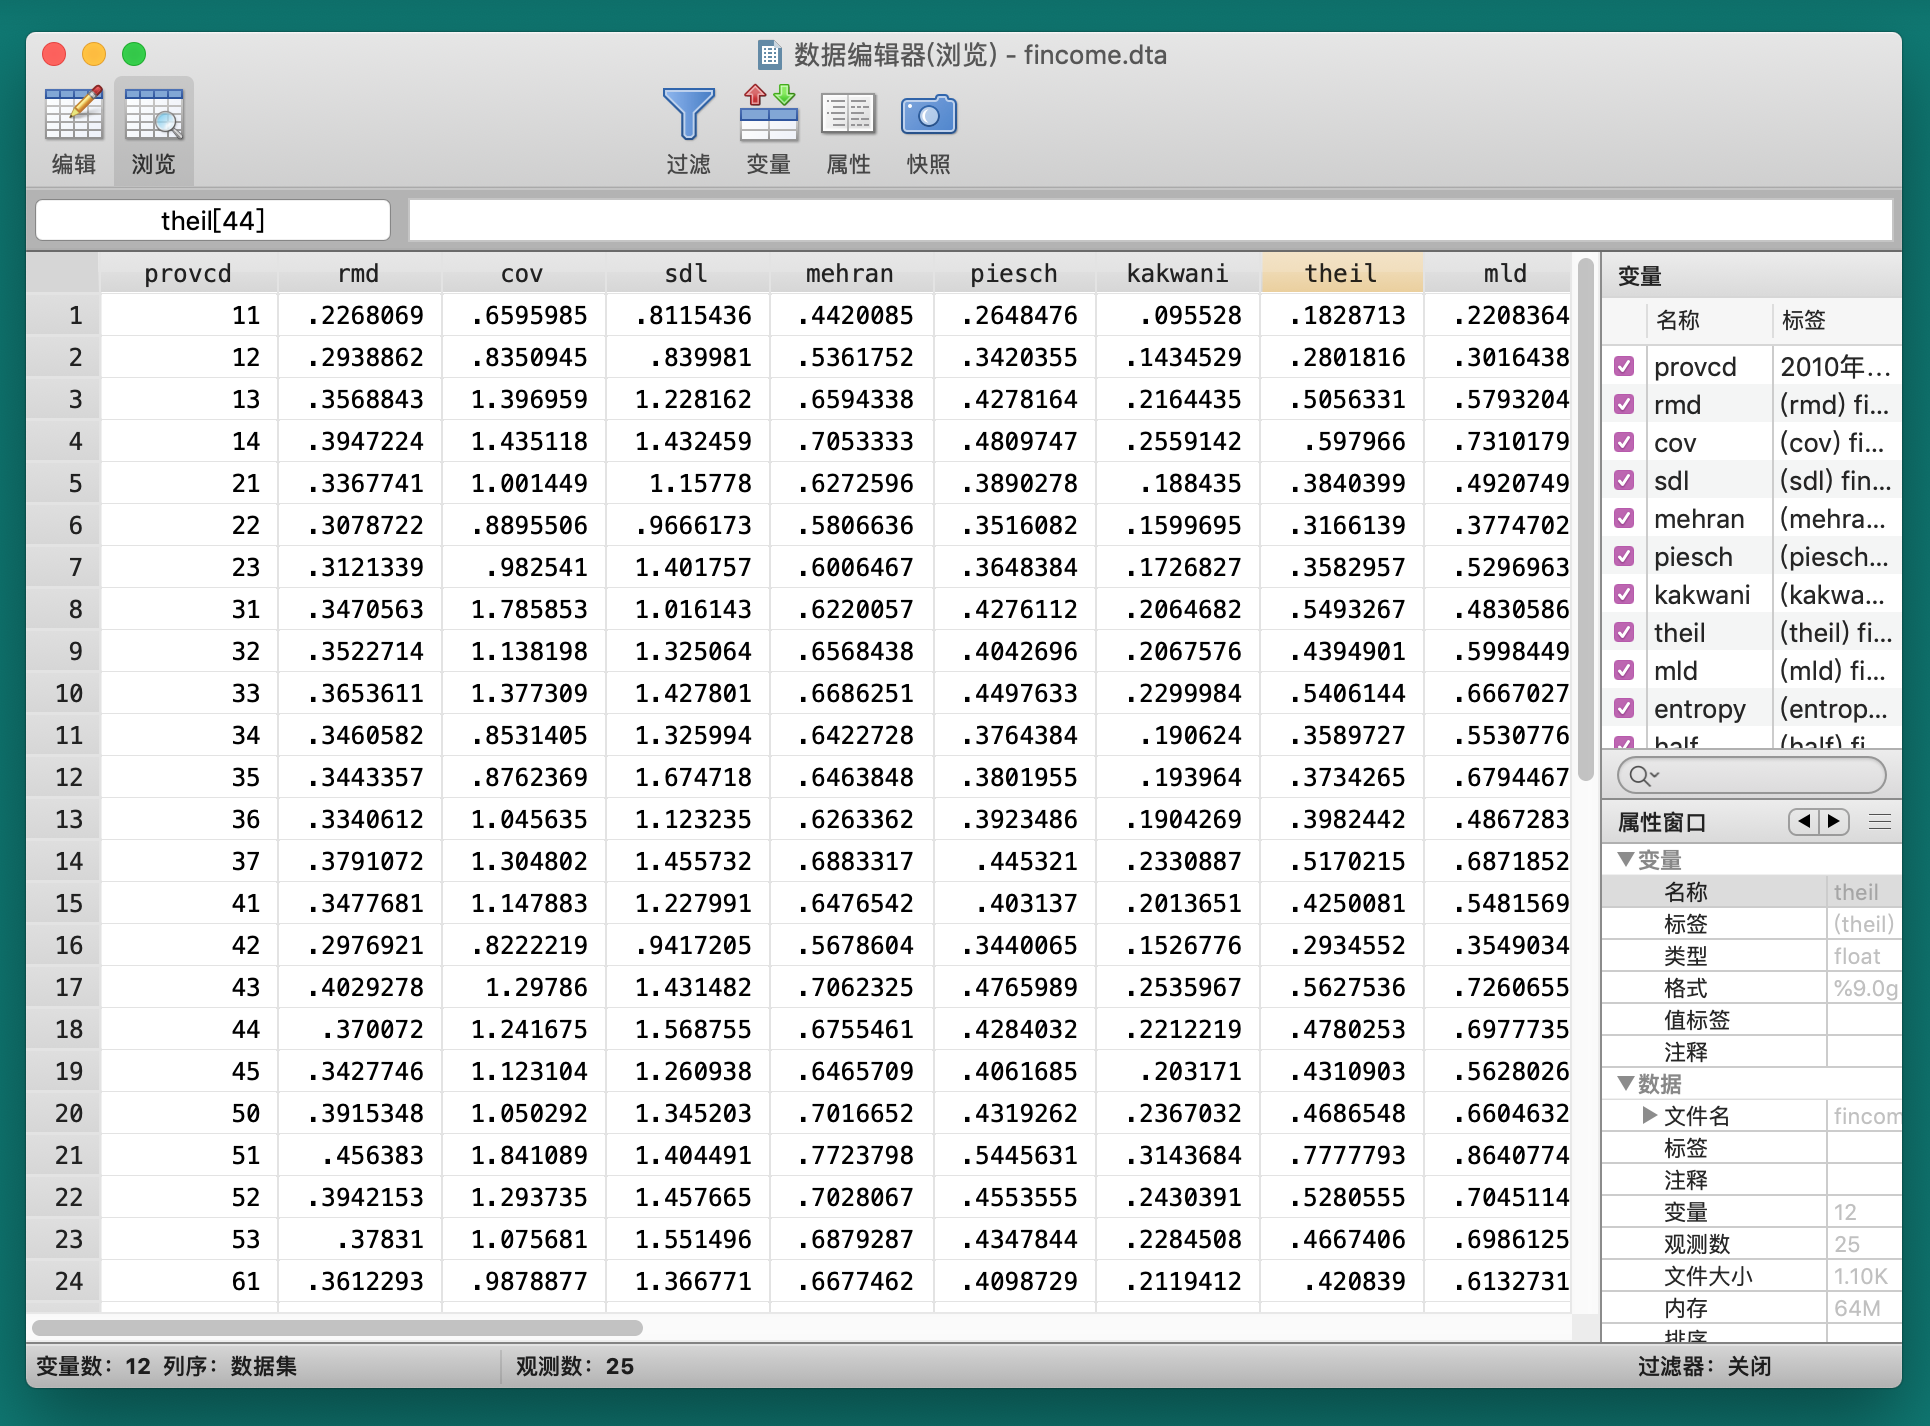 数据编辑器(浏览) - fincome.dta
编辑 浏览 过滤 变量 属性 快照
theil[44]
provcd rmd cov sdl mehran piesch kakwani theil mld
1 11 .2268069 .6595985 .8115436 .4420085 .2648476 .095528 .1828713 .2208364
2 12 .2938862 .8350945 .839981 .5361752 .3420355 .1434529 .2801816 .3016438
3 13 .3568843 1.396959 1.228162 .6594338 .4278164 .2164435 .5056331 .5793204
4 14 .3947224 1.435118 1.432459 .7053333 .4809747 .2559142 .597966 .7310179
5 21 .3367741 1.001449 1.15778 .6272596 .3890278 .188435 .3840399 .4920749
6 22 .3078722 .8895506 .9666173 .5806636 .3516082 .1599695 .3166139 .3774702
7 23 .3121339 .982541 1.401757 .6006467 .3648384 .1726827 .3582957 .5296963
8 31 .3470563 1.785853 1.016143 .6220057 .4276112 .2064682 .5493267 .4830586
9 32 .3522714 1.138198 1.325064 .6568438 .4042696 .2067576 .4394901 .5998449
10 33 .3653611 1.377309 1.427801 .6686251 .4497633 .2299984 .5406144 .6667027
11 34 .3460582 .8531405 1.325994 .6422728 .3764384 .190624 .3589727 .5530776
12 35 .3443357 .8762369 1.674718 .6463848 .3801955 .193964 .3734265 .6794467
13 36 .3340612 1.045635 1.123235 .6263362 .3923486 .1904269 .3982442 .4867283
14 37 .3791072 1.304802 1.455732 .6883317 .445321 .2330887 .5170215 .6871852
15 41 .3477681 1.147883 1.227991 .6476542 .403137 .2013651 .4250081 .5481569
16 42 .2976921 .8222219 .9417205 .5678604 .3440065 .1526776 .2934552 .3549034
17 43 .4029278 1.29786 1.431482 .7062325 .4765989 .2535967 .5627536 .7260655
18 44 .370072 1.241675 1.568755 .6755461 .4284032 .2212219 .4780253 .6977735
19 45 .3427746 1.123104 1.260938 .6465709 .4061685 .203171 .4310903 .5628026
20 50 .3915348 1.050292 1.345203 .7016652 .4319262 .2367032 .4686548 .6604632
21 51 .456383 1.841089 1.404491 .7723798 .5445631 .3143684 .7777793 .8640774
22 52 .3942153 1.293735 1.457665 .7028067 .4553555 .2430391 .5280555 .7045114
23 53 .37831 1.075681 1.551496 .6879287 .4347844 .2284508 .4667406 .6986125
24 61 .3612293 .9878877 1.366771 .6677462 .4098729 .2119412 .420839 .6132731
变量
名称 标签
provcd 2010年...
rmd (rmd) fi...
cov (cov) fi...
sdl (sdl) fin...
mehran (mehra...
piesch (piesch...
kakwani (kakwa...
theil (theil) fi...
mld (mld) fi...
entropy (entrop...
half (half) fi
属性窗口
变量
名称 theil
标签 (theil)
类型 float
格式 %9.0g
值标签
注释
数据
文件名 fincom
标签
注释
变量 12
观测数 25
文件大小 1.10K
内存 64M
排序
变量数: 12 列序: 数据集 观测数: 25 过滤器: 关闭